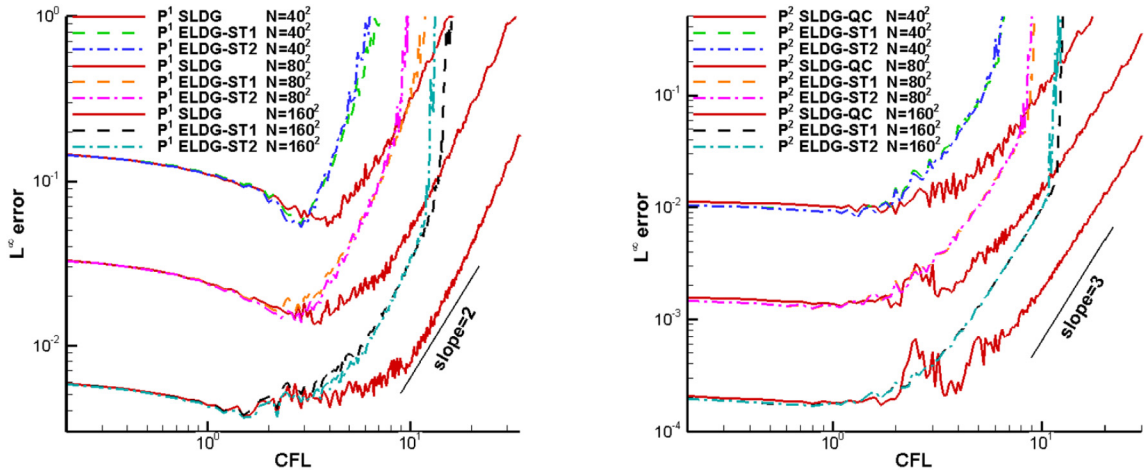 10⁰
10⁻¹
10⁻²
L∞ error
P¹ SLDG N=40²
P¹ ELDG-ST1 N=40²
P¹ ELDG-ST2 N=40²
P¹ SLDG N=80²
P¹ ELDG-ST1 N=80²
P¹ ELDG-ST2 N=80²
P¹ SLDG N=160²
P¹ ELDG-ST1 N=160²
P¹ ELDG-ST2 N=160²
slope=2
10⁰
10¹
CFL
10⁻¹
10⁻²
10⁻³
10⁻⁴
L∞ error
P² SLDG-QC N=40²
P² ELDG-ST1 N=40²
P² ELDG-ST2 N=40²
P² SLDG-QC N=80²
P² ELDG-ST1 N=80²
P² ELDG-ST2 N=80²
P² SLDG-QC N=160²
P² ELDG-ST1 N=160²
P² ELDG-ST2 N=160²
slope=3
10⁰
10¹
CFL